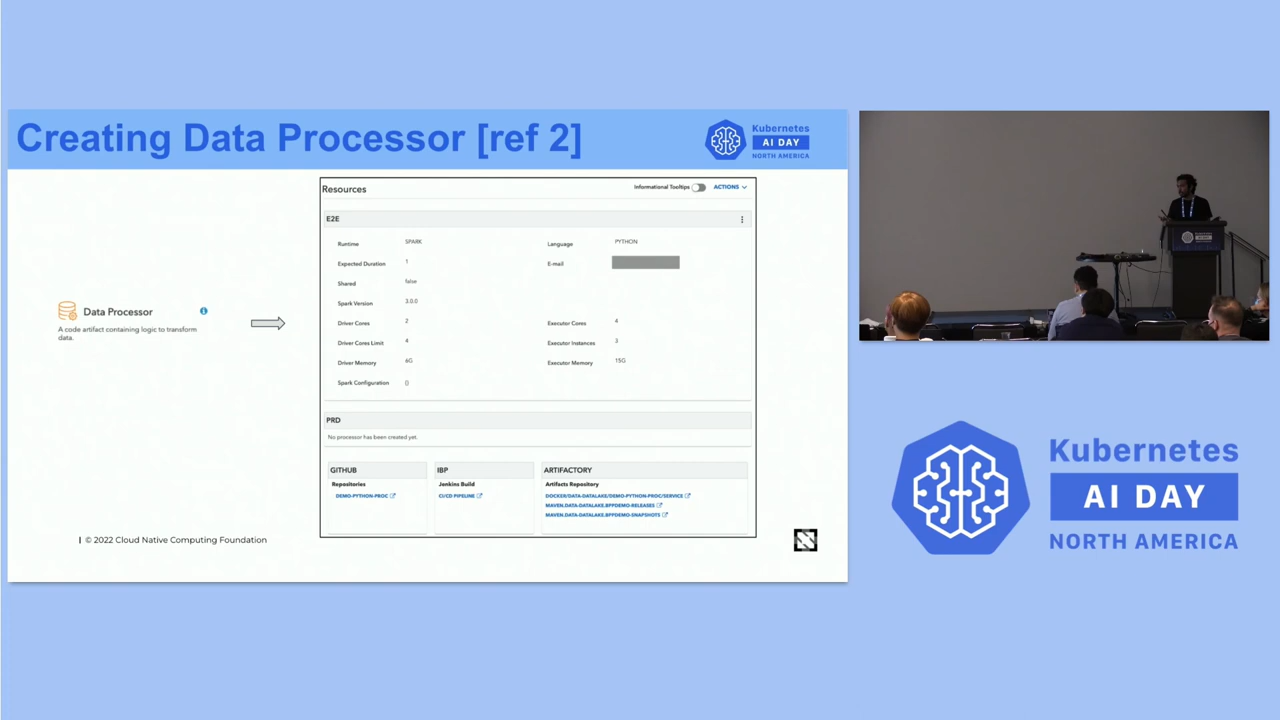 Creating Data Processor [ref 2]
Kubernetes
AI DAY
NORTH AMERICA
Data Processor
A code artifact containing logic to transform
data.
Resources
Informational Tooltips
ACTIONS
E2E
Runtime SPARK Language PYTHON
Expected Duration 1 E-mail
Shared false
Spark Version 3.0.0
Driver Cores 2 Executor Cores 4
Driver Cores Limit 4 Executor Instances 3
Driver Memory 6G Executor Memory 15G
Spark Configuration {}
PRD
No processor has been created yet.
GITHUB IBP ARTIFACTORY
Repositories Jenkins Build Artifacts Repository
DEMO-PYTHON-PROC CI/CD PIPELINE DOCKER/DATA-DATALAKE/DEMO-PYTHON-PROC/SERVICE
MAVEN.DATA-DATALAKE.BPPDEMO-RELEASES
MAVEN.DATA-DATALAKE.BPPDEMO-SNAPSHOTS
| © 2022 Cloud Native Computing Foundation
Kubernetes
AI DAY
NORTH AMERICA